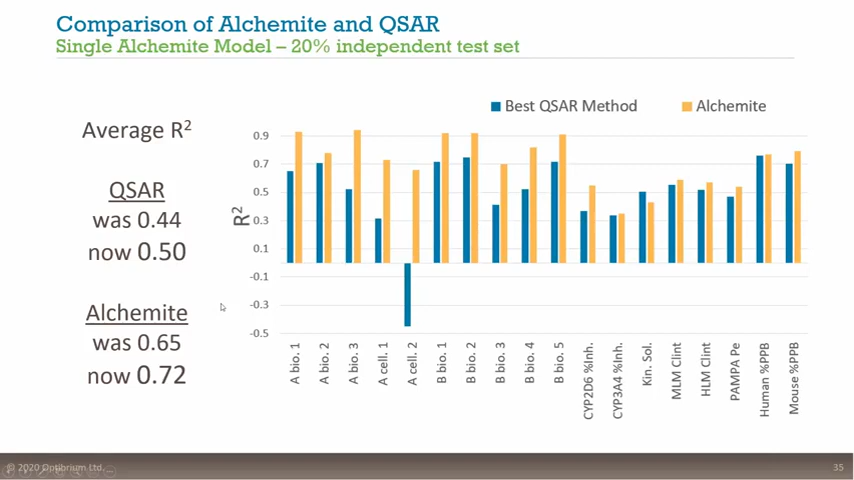 Comparison of Alchemite and QSAR
Single Alchemite Model – 20% independent test set
Average R²
QSAR
was 0.44
now 0.50
Alchemite
was 0.65
now 0.72
Best QSAR Method
Alchemite
R²
0.9
0.7
0.5
0.3
0.1
-0.1
-0.3
-0.5
A bio. 1
A bio. 2
A bio. 3
A cell. 1
A cell. 2
B bio. 1
B bio. 2
B bio. 3
B bio. 4
B bio. 5
CYP2D6 %Inh.
CYP3A4 %Inh.
Kin. Sol.
MLM Clint
HLM Clint
PAMPA Pe
Human %PPB
Mouse %PPB
© 2020 Optibrium Ltd.
35